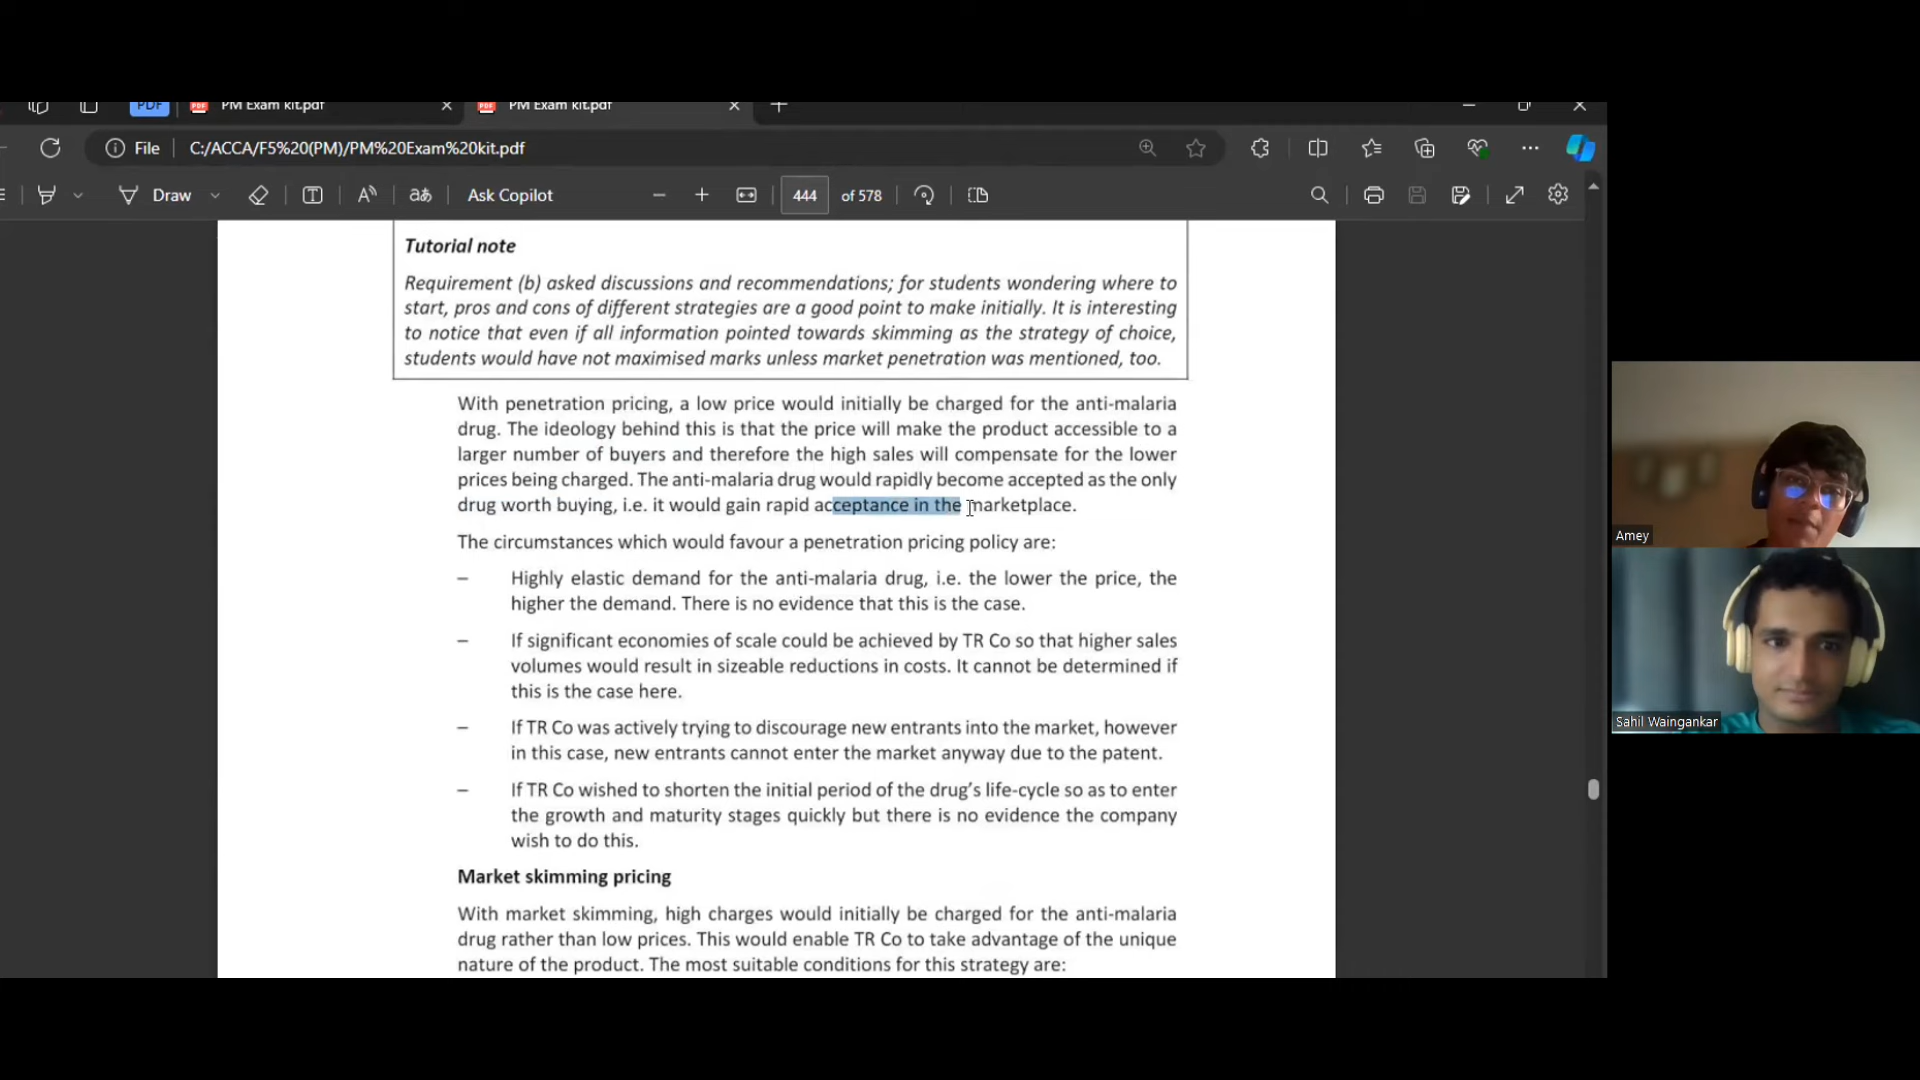 PDF
PM Exam kit.pdf
PM Exam kit.pdf
File C:/ACCA/F5%20(PM)/PM%20Exam%20kit.pdf
Draw
Ask Copilot
444 of 578
Tutorial note
Requirement (b) asked discussions and recommendations; for students wondering where to
start, pros and cons of different strategies are a good point to make initially. It is interesting
to notice that even if all information pointed towards skimming as the strategy of choice,
students would have not maximised marks unless market penetration was mentioned, too.
With penetration pricing, a low price would initially be charged for the anti-malaria
drug. The ideology behind this is that the price will make the product accessible to a
larger number of buyers and therefore the high sales will compensate for the lower
prices being charged. The anti-malaria drug would rapidly become accepted as the only
drug worth buying, i.e. it would gain rapid acceptance in the marketplace.
The circumstances which would favour a penetration pricing policy are:
– Highly elastic demand for the anti-malaria drug, i.e. the lower the price, the
higher the demand. There is no evidence that this is the case.
– If significant economies of scale could be achieved by TR Co so that higher sales
volumes would result in sizeable reductions in costs. It cannot be determined if
this is the case here.
– If TR Co was actively trying to discourage new entrants into the market, however
in this case, new entrants cannot enter the market anyway due to the patent.
– If TR Co wished to shorten the initial period of the drug's life-cycle so as to enter
the growth and maturity stages quickly but there is no evidence the company
wish to do this.
Market skimming pricing
With market skimming, high charges would initially be charged for the anti-malaria
drug rather than low prices. This would enable TR Co to take advantage of the unique
nature of the product. The most suitable conditions for this strategy are:
Amey
Sahil Waingankar